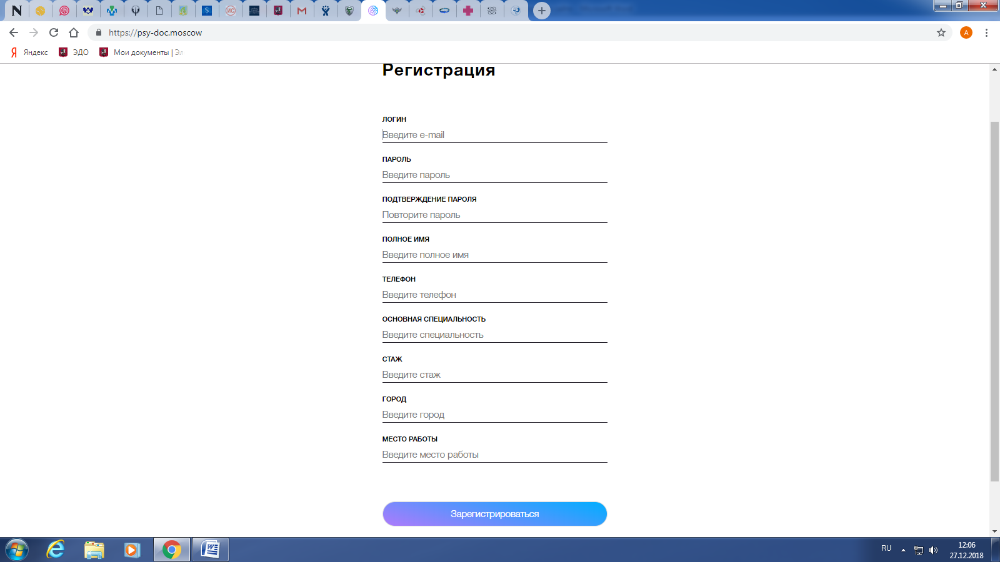 https://psy-doc.moscow
А
Яндекс
ЭДО
Мои документы | Эл
Регистрация
ЛОГИН
Введите e-mail
ПАРОЛЬ
Введите пароль
ПОДТВЕРЖДЕНИЕ ПАРОЛЯ
Повторите пароль
ПОЛНОЕ ИМЯ
Введите полное имя
ТЕЛЕФОН
Введите телефон
ОСНОВНАЯ СПЕЦИАЛЬНОСТЬ
Введите специальность
СТАЖ
Введите стаж
ГОРОД
Введите город
МЕСТО РАБОТЫ
Введите место работы
Зарегистрироваться
RU
12:06
27.12.2018